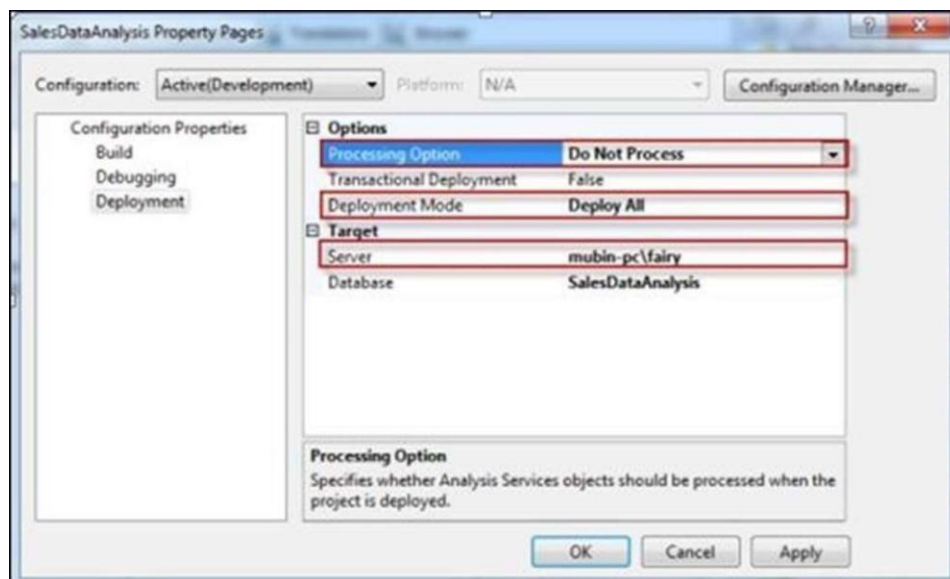 SalesDataAnalysis Property Pages
Configuration: Active(Development) Platform: N/A Configuration Manager...
Configuration Properties
Build
Debugging
Deployment
Options
Processing Option Do Not Process
Transactional Deployment False
Deployment Mode Deploy All
Target
Server mubin-pc\fairy
Database SalesDataAnalysis
Processing Option
Specifies whether Analysis Services objects should be processed when the
project is deployed.
OK Cancel Apply